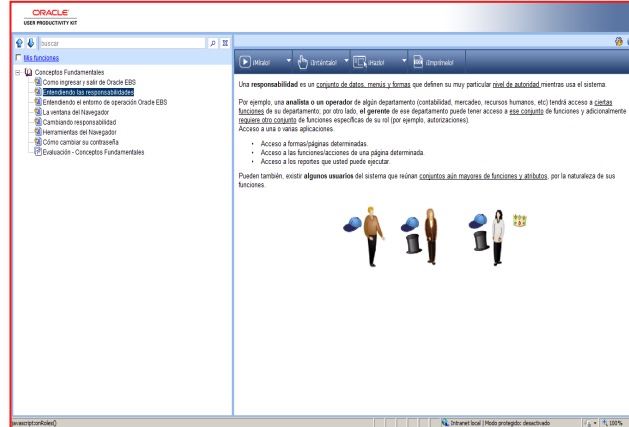 ORACLE
USER PRODUCTIVITY KIT
buscar
Mis funciones
Conceptos Fundamentales
Como ingresar y salir de Oracle EBS
Entendiendo las responsabilidades
Entendiendo el entorno de operación Oracle EBS
La ventana del Navegador
Cambiando responsabilidad
Herramientas del Navegador
Cómo cambiar su contraseña
Evaluación - Conceptos Fundamentales
¡Míralo! ¡Inténtalo! ¡Hazlo! ¡Imprímelo!
Una responsabilidad es un conjunto de datos, menús y formas que definen su muy particular nivel de autoridad mientras usa el sistema.
Por ejemplo, una analista o un operador de algún departamento (contabilidad, mercadeo, recursos humanos, etc) tendrá acceso a ciertas
funciones de su departamento; por otro lado, el gerente de ese departamento puede tener acceso a ese conjunto de funciones y adicionalmente
requiere otro conjunto de funciones específicas de su rol (por ejemplo, autorizaciones).
Acceso a una o varias aplicaciones.
• Acceso a formas/páginas determinadas.
• Acceso a las funciones/acciones de una página determinada.
• Acceso a los reportes que usted puede ejecutar.
Pueden también, existir algunos usuarios del sistema que reúnan conjuntos aún mayores de funciones y atributos, por la naturaleza de sus
funciones.
javascript:onRoles()
Intranet local | Modo protegido: desactivado
100%